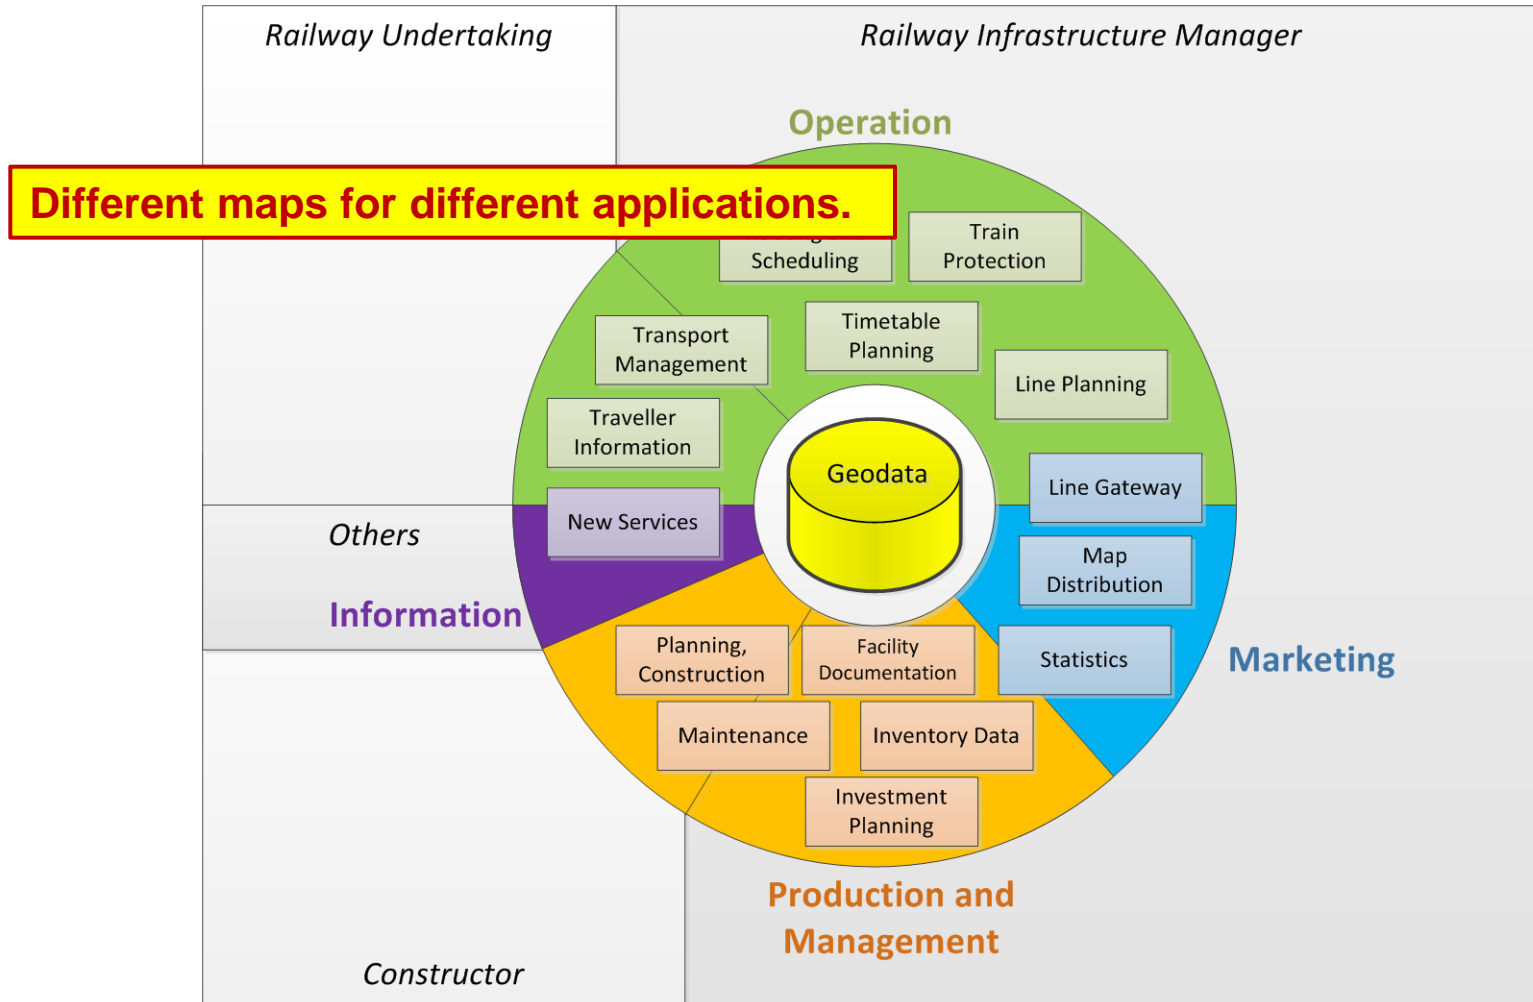 Railway Undertaking
Railway Infrastructure Manager
Operation
Different maps for different applications.
Scheduling
Train
Protection
Timetable
Planning
Transport
Management
Line Planning
Traveller
Information
Geodata
Line Gateway
New Services
Others
Map
Distribution
Information
Planning,
Construction
Facility
Documentation
Statistics
Marketing
Maintenance
Inventory Data
Investment
Planning
Production and
Management
Constructor